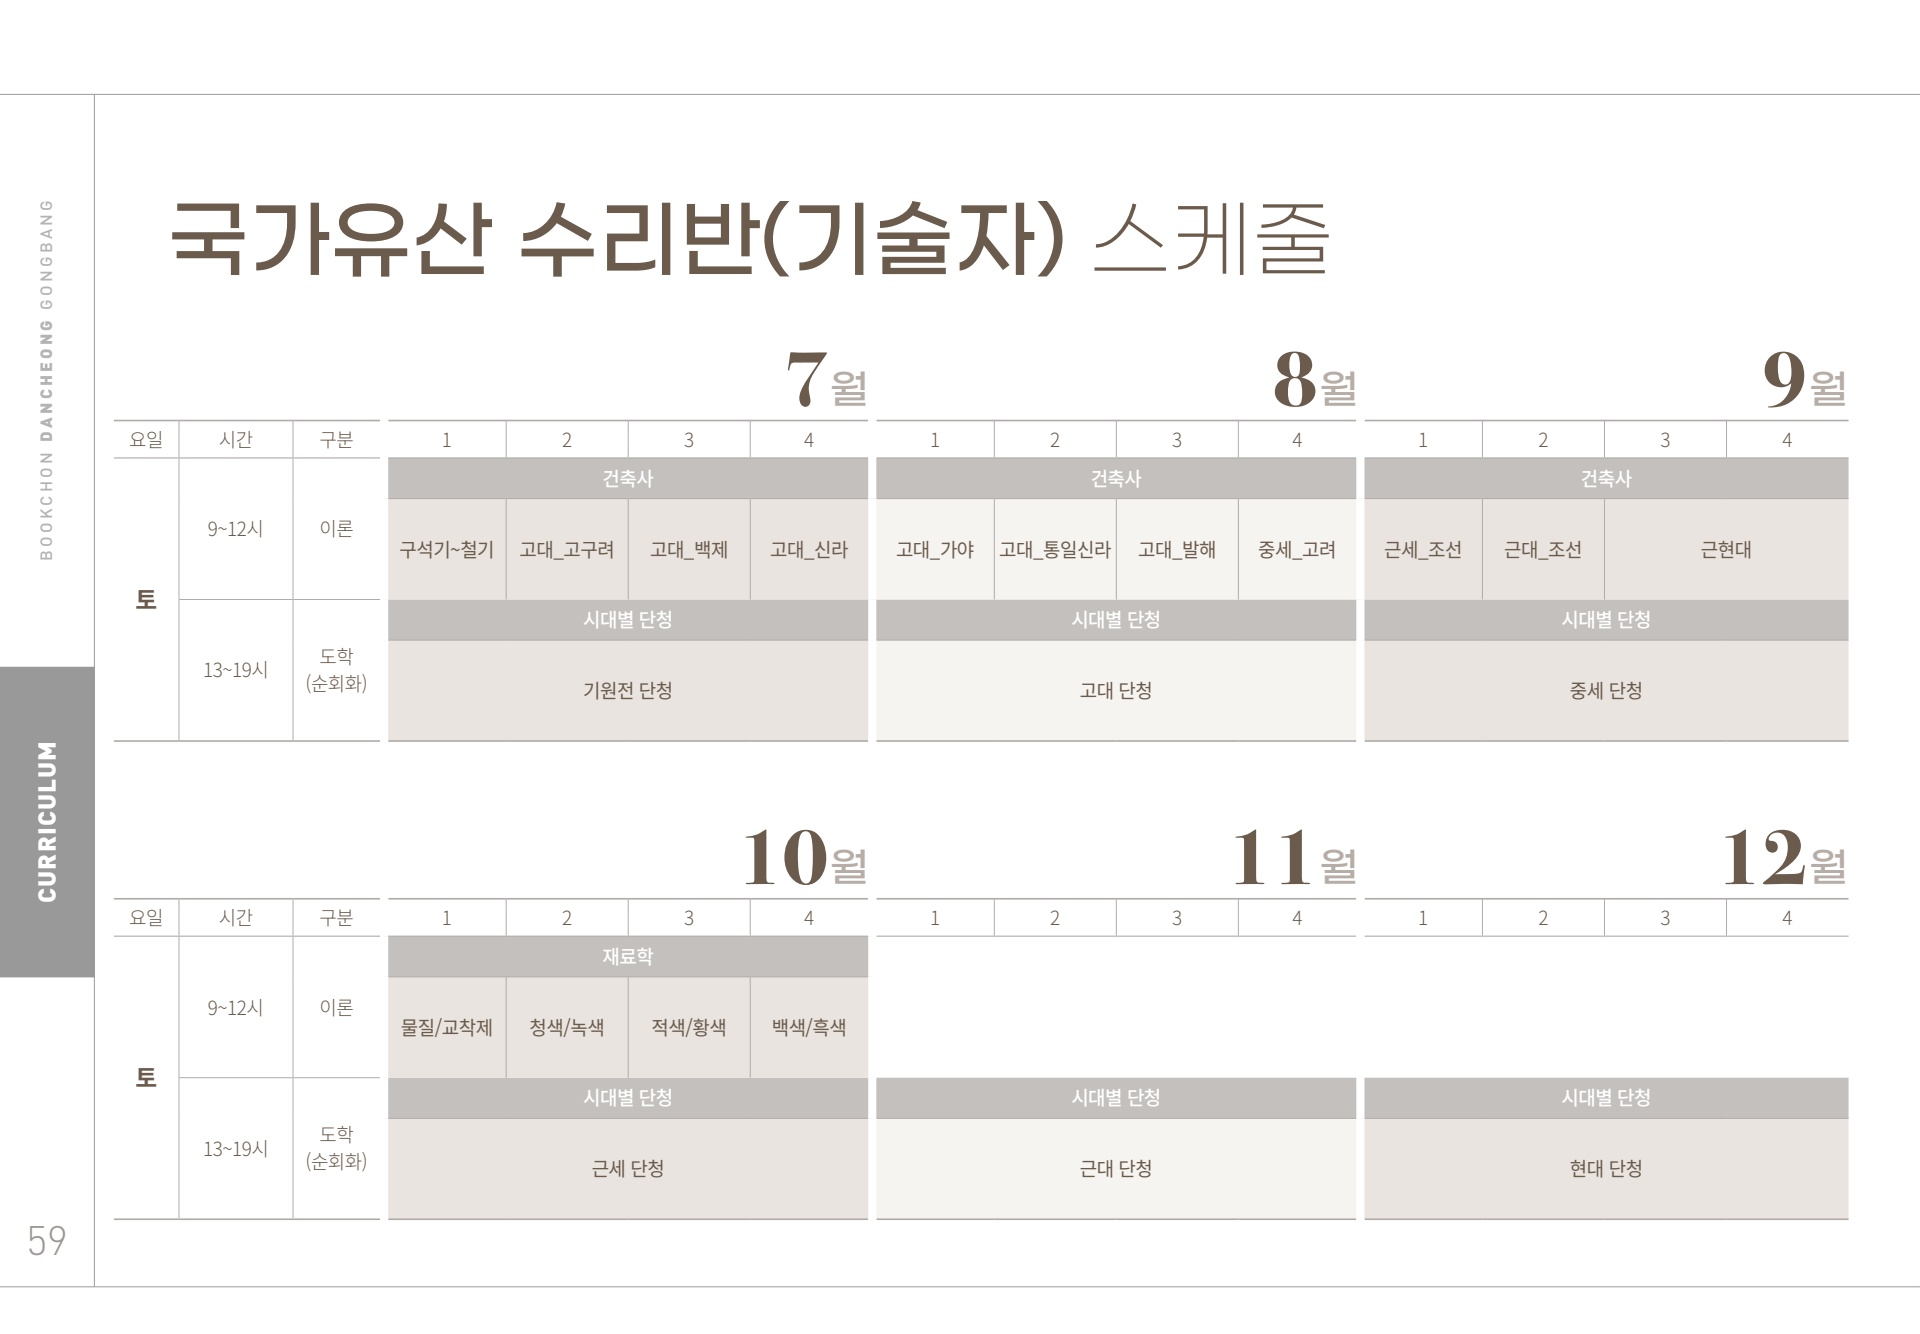 국가유산 수리반(기술자) 스케줄
BOOKCHON DANCHEONG GONGBANG
CURRICULUM
59
7월
8월
9월
요일 시간 구분 1 2 3 4 1 2 3 4 1 2 3 4
토
9~12시
이론
건축사
건축사
건축사
구석기~철기 고대_고구려 고대_백제 고대_신라 고대_가야 고대_통일신라 고대_발해 중세_고려 근세_조선 근대_조선 근현대
13~19시
도학
(순회화)
시대별 단청
시대별 단청
시대별 단청
기원전 단청
고대 단청
중세 단청
10월
11월
12월
요일 시간 구분 1 2 3 4 1 2 3 4 1 2 3 4
토
9~12시
이론
재료학
물질/교착제 청색/녹색 적색/황색 백색/흑색
13~19시
도학
(순회화)
시대별 단청
시대별 단청
시대별 단청
근세 단청
근대 단청
현대 단청